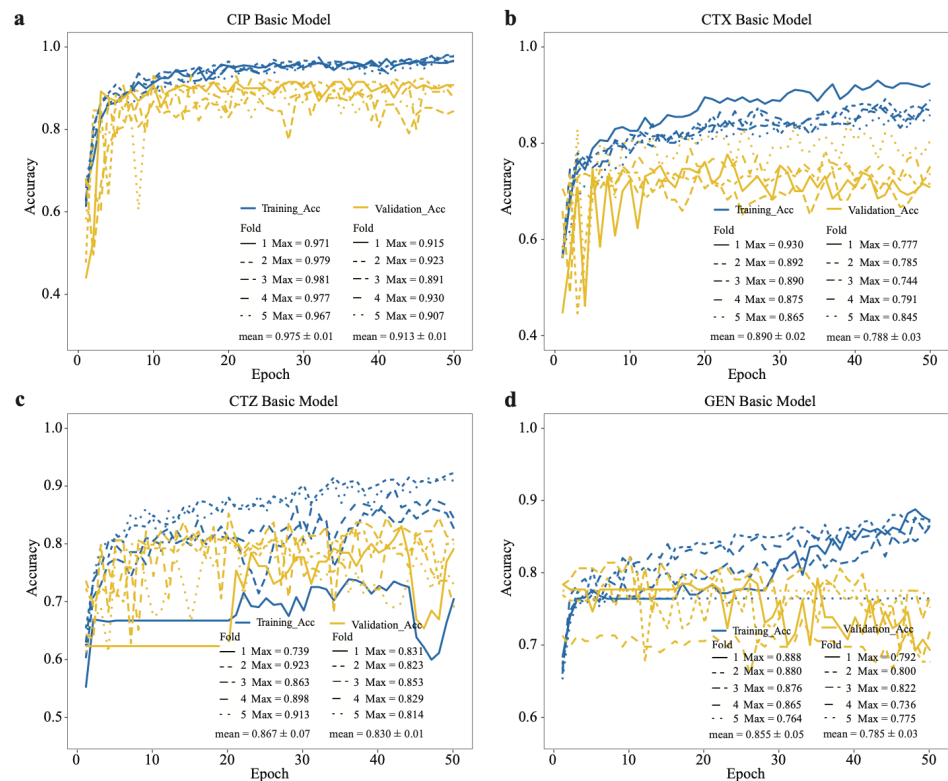 a CIP Basic Model
1.0
0.8
0.6
0.4
Accuracy
Training_Acc Validation_Acc
Fold Fold
1 Max = 0.971 1 Max = 0.915
2 Max = 0.979 2 Max = 0.923
3 Max = 0.981 3 Max = 0.891
4 Max = 0.977 4 Max = 0.930
5 Max = 0.967 5 Max = 0.907
mean = 0.975 ± 0.01 mean = 0.913 ± 0.01
0 10 20 30 40 50
Epoch
b CTX Basic Model
1.0
0.8
0.6
0.4
Accuracy
Training_Acc Validation_Acc
Fold Fold
1 Max = 0.930 1 Max = 0.777
2 Max = 0.892 2 Max = 0.785
3 Max = 0.890 3 Max = 0.744
4 Max = 0.875 4 Max = 0.791
5 Max = 0.865 5 Max = 0.845
mean = 0.890 ± 0.02 mean = 0.788 ± 0.03
0 10 20 30 40 50
Epoch
c CTZ Basic Model
1.0
0.9
0.8
0.7
0.6
0.5
Accuracy
Training_Acc Validation_Acc
Fold Fold
1 Max = 0.739 1 Max = 0.831
2 Max = 0.923 2 Max = 0.823
3 Max = 0.863 3 Max = 0.853
4 Max = 0.898 4 Max = 0.829
5 Max = 0.913 5 Max = 0.814
mean = 0.867 ± 0.07 mean = 0.830 ± 0.01
0 10 20 30 40 50
Epoch
d GEN Basic Model
1.0
0.9
0.8
0.7
0.6
Accuracy
Training_Acc Validation_Acc
Fold Fold
1 Max = 0.888 1 Max = 0.792
2 Max = 0.880 2 Max = 0.800
3 Max = 0.876 3 Max = 0.822
4 Max = 0.865 4 Max = 0.736
5 Max = 0.764 5 Max = 0.775
mean = 0.855 ± 0.05 mean = 0.785 ± 0.03
0 10 20 30 40 50
Epoch